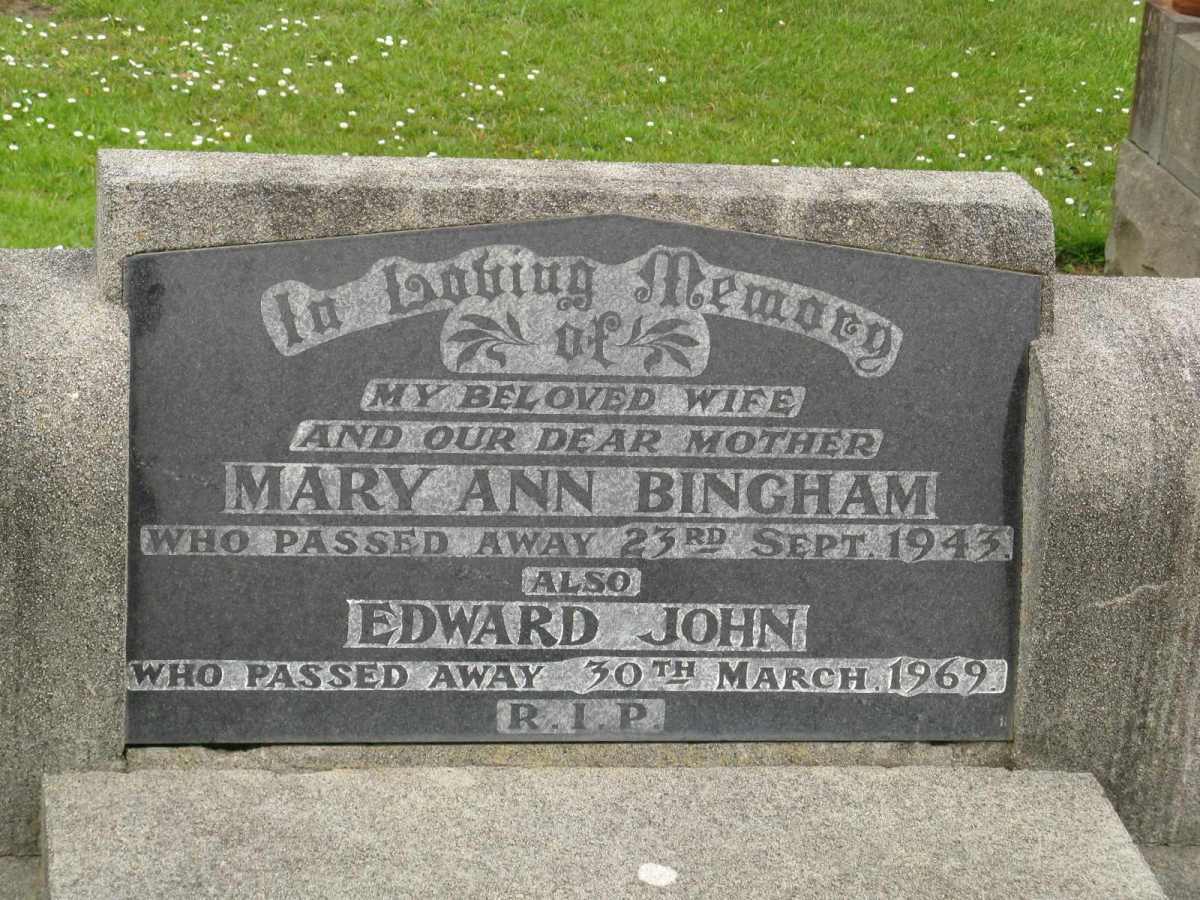 In Loving Memory
of
MY BELOVED WIFE
AND OUR DEAR MOTHER
MARY ANN BINGHAM
WHO PASSED AWAY 23RD SEPT. 1943.
ALSO
EDWARD JOHN
WHO PASSED AWAY 30TH MARCH. 1969.
R. I. P